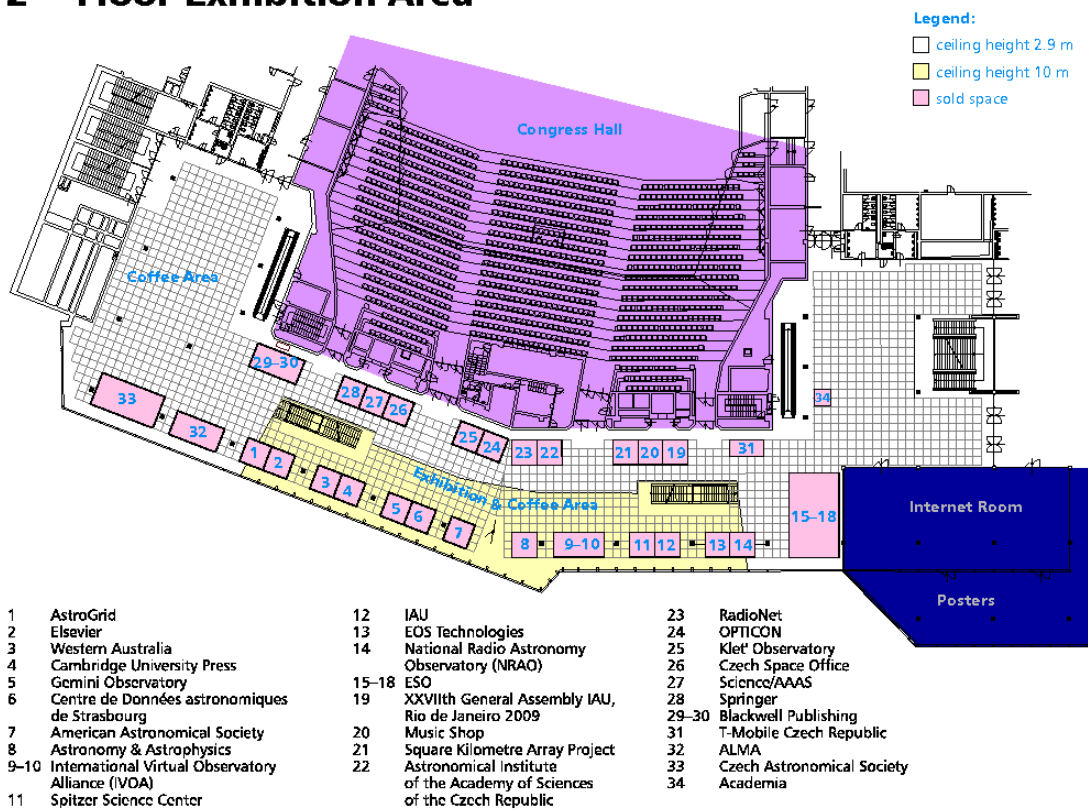 2 Floor Exhibition Area
Legend:
ceiling height 2.9 m
ceiling height 10 m
sold space
Congress Hall
Coffee Area
29–30
28
27
26
33
32
25
24
23
22
21
20
19
31
34
1
2
3
4
5
6
7
Exhibition & Coffee Area
8
9–10
11
12
13
14
15–18
Internet Room
Posters
1 AstroGrid
2 Elsevier
3 Western Australia
4 Cambridge University Press
5 Gemini Observatory
6 Centre de Données astronomiques
de Strasbourg
7 American Astronomical Society
8 Astronomy & Astrophysics
9–10 International Virtual Observatory
Alliance (IVOA)
11 Spitzer Science Center
12 IAU
13 EOS Technologies
14 National Radio Astronomy
Observatory (NRAO)
15–18 ESO
19 XXVIIth General Assembly IAU,
Rio de Janeiro 2009
20 Music Shop
21 Square Kilometre Array Project
22 Astronomical Institute
of the Academy of Sciences
of the Czech Republic
23 RadioNet
24 OPTICON
25 Klet' Observatory
26 Czech Space Office
27 Science/AAAS
28 Springer
29–30 Blackwell Publishing
31 T-Mobile Czech Republic
32 ALMA
33 Czech Astronomical Society
34 Academia